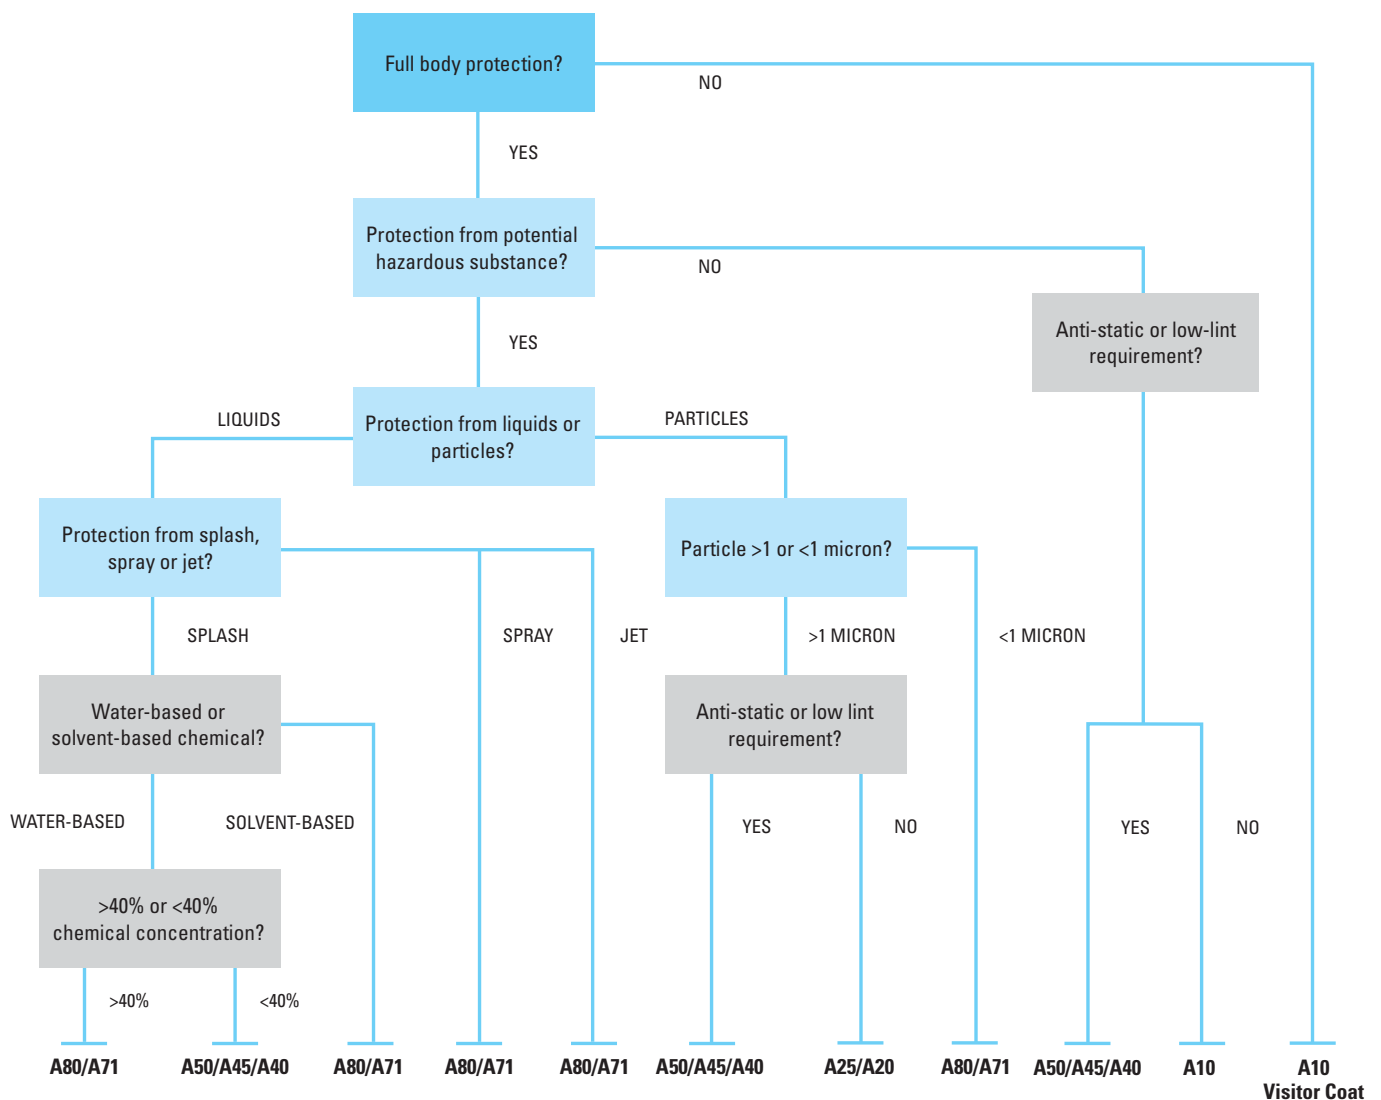 Full body protection?
NO
YES
Protection from potential
hazardous substance?
NO
YES
Anti-static or low-lint
requirement?
LIQUIDS
Protection from liquids or
particles?
PARTICLES
Protection from splash,
spray or jet?
Particle >1 or <1 micron?
SPLASH
SPRAY
JET
>1 MICRON
<1 MICRON
Water-based or
solvent-based chemical?
Anti-static or low lint
requirement?
WATER-BASED
SOLVENT-BASED
YES
NO
YES
NO
>40% or <40%
chemical concentration?
>40%
<40%
A80/A71
A50/A45/A40
A80/A71
A80/A71
A80/A71
A50/A45/A40
A25/A20
A80/A71
A50/A45/A40
A10
A10
Visitor Coat